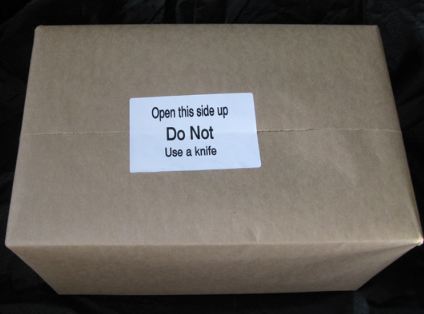 Open this side up
Do Not
Use a knife